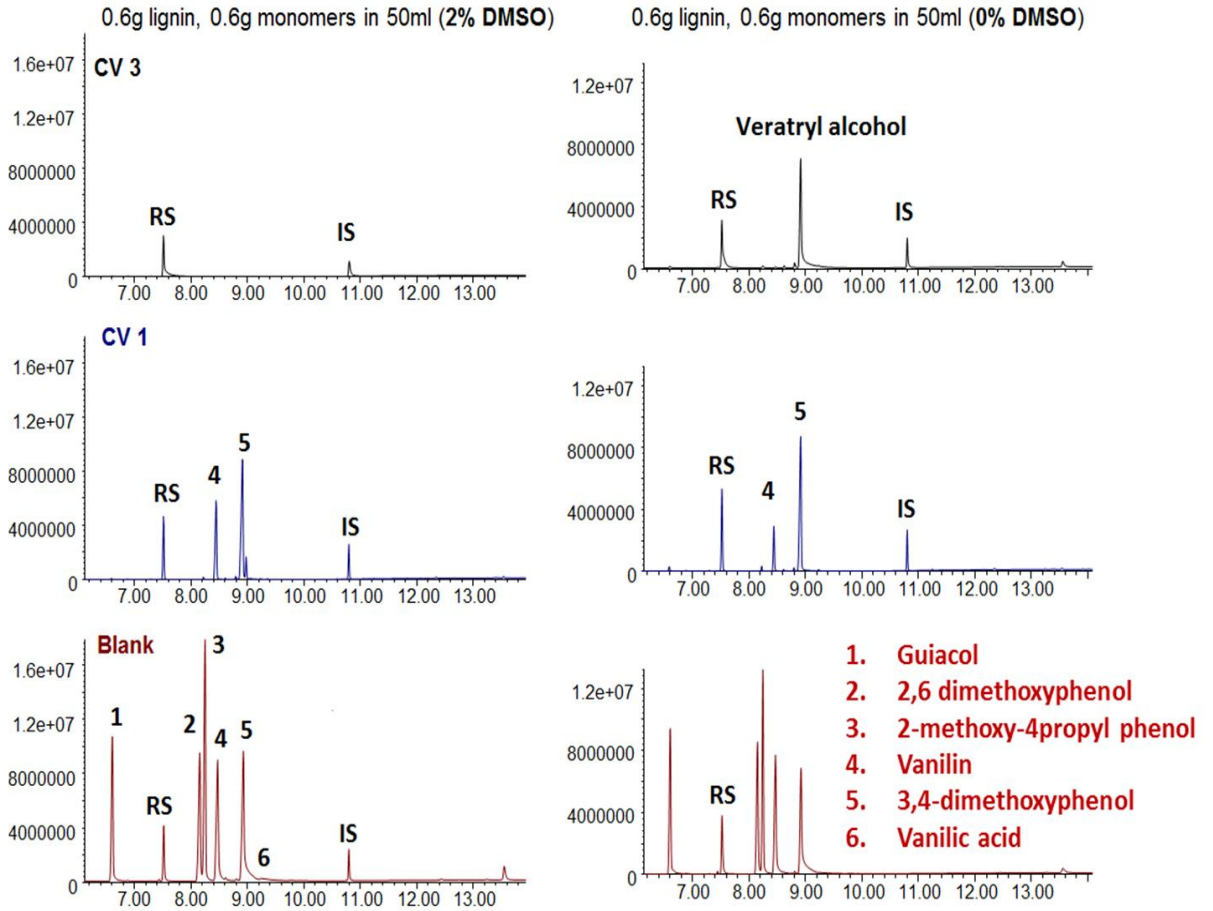 0.6g lignin, 0.6g monomers in 50ml (2% DMSO)
0.6g lignin, 0.6g monomers in 50ml (0% DMSO)
CV 3
1.6e+07
1.2e+07
8000000
4000000
0
RS
IS
7.00 8.00 9.00 10.00 11.00 12.00 13.00
1.2e+07
8000000
4000000
0
Veratryl alcohol
RS
IS
7.00 8.00 9.00 10.00 11.00 12.00 13.00
CV 1
1.6e+07
1.2e+07
8000000
4000000
0
RS
4
5
IS
7.00 8.00 9.00 10.00 11.00 12.00 13.00
1.2e+07
8000000
4000000
0
RS
4
5
IS
7.00 8.00 9.00 10.00 11.00 12.00 13.00
Blank
1.6e+07
1.2e+07
8000000
4000000
0
1
RS
2
3
4
5
6
IS
7.00 8.00 9.00 10.00 11.00 12.00 13.00
1.2e+07
8000000
4000000
0
RS
7.00 8.00 9.00 10.00 11.00 12.00 13.00
1. Guiacol
2. 2,6 dimethoxyphenol
3. 2-methoxy-4propyl phenol
4. Vanilin
5. 3,4-dimethoxyphenol
6. Vanilic acid